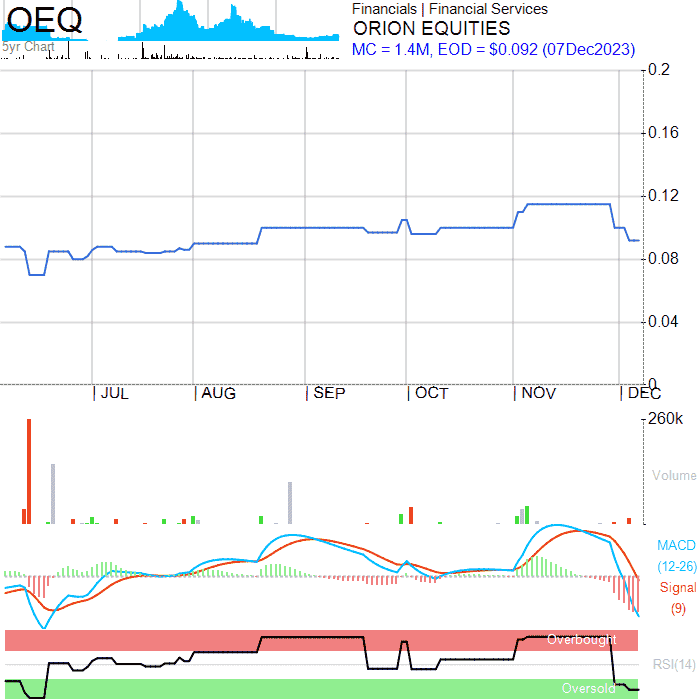 OEQ
5yr Chart
Financials | Financial Services
ORION EQUITIES
MC = 1.4M, EOD = $0.092 (07Dec2023)
0.2
0.16
0.12
0.08
0.04
0
JUL AUG SEP OCT NOV DEC
260k
Volume
MACD
(12-26)
Signal
(9)
Overbought
RSI(14)
Oversold